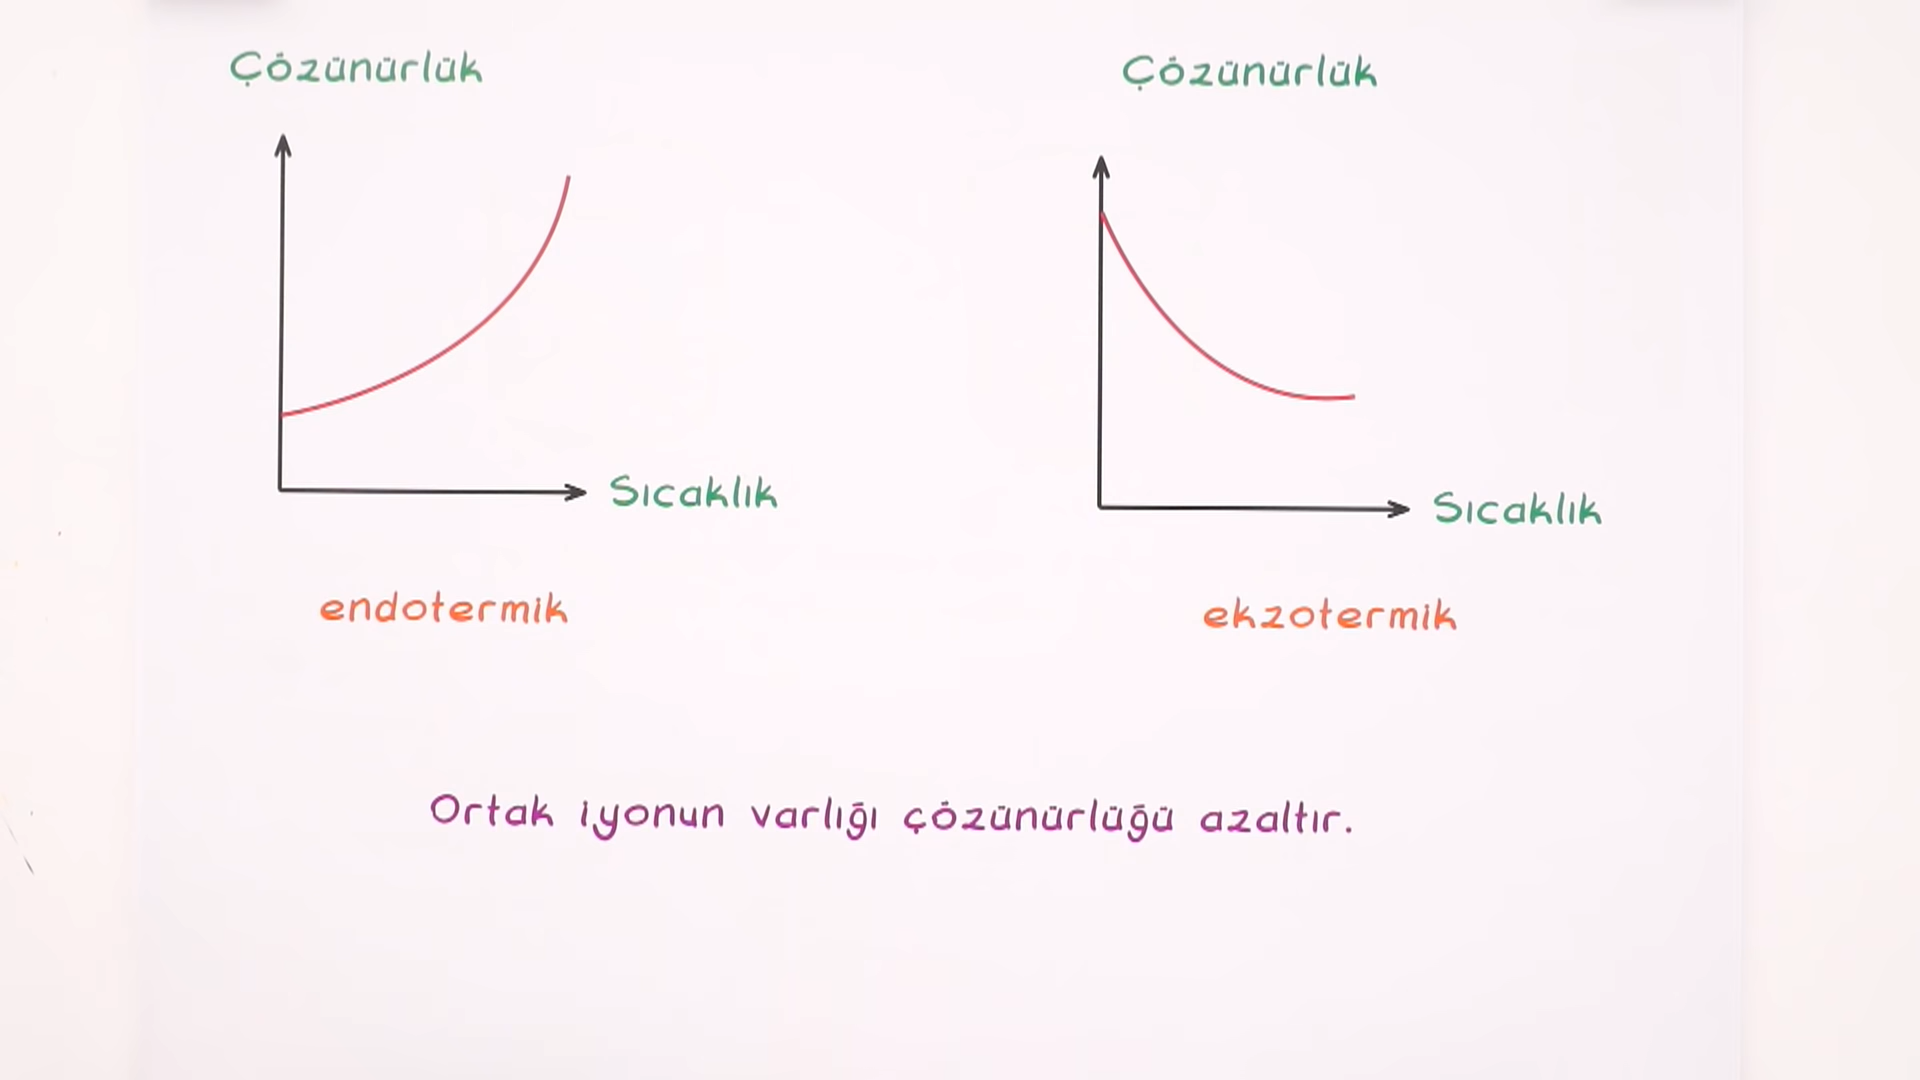 Çözünürlük
Sıcaklık
endotermik
Çözünürlük
Sıcaklık
ekzotermik
Ortak iyonun varlığı çözünürlüğü azaltır.